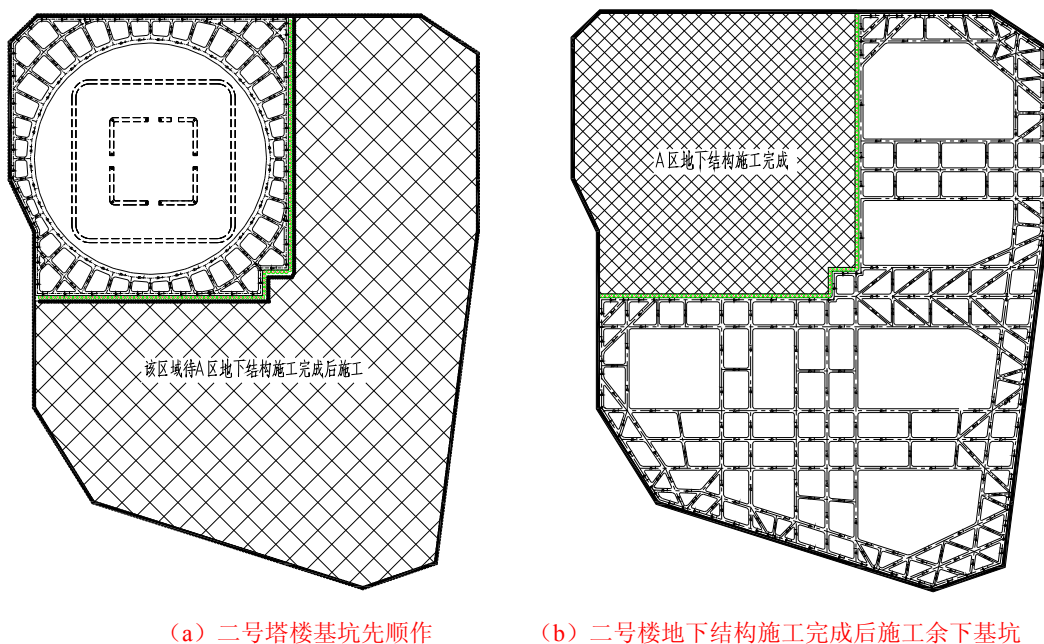 A区地下结构施工完成
该区域待A区地下结构施工完成后施工
（a）二号塔楼基坑先顺作
（b）二号楼地下结构施工完成后施工余下基坑